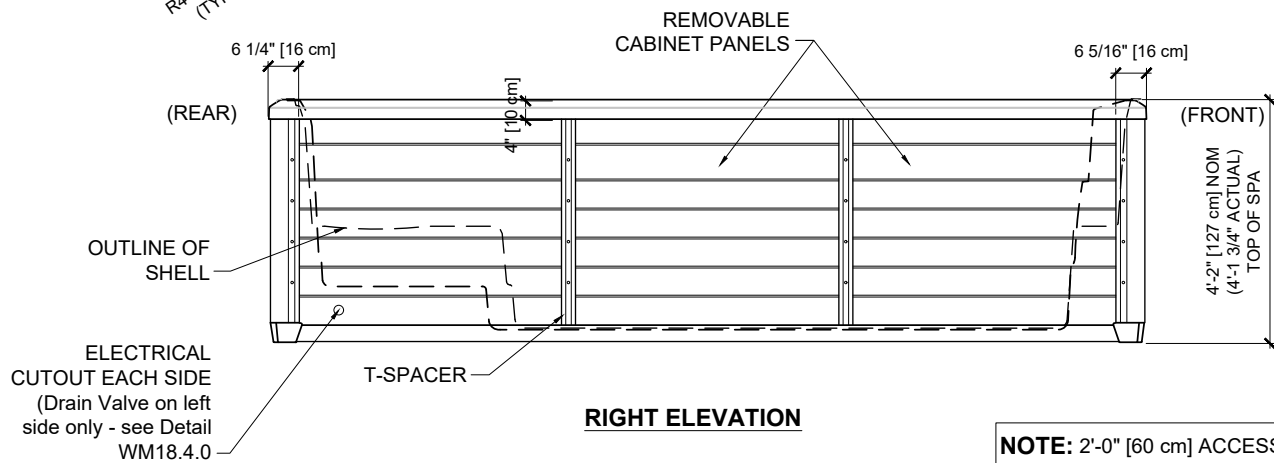 R4
(TY
REMOVABLE
CABINET PANELS
6 1/4" [16 cm]
6 5/16" [16 cm]
(REAR)
4" [10 cm]
(FRONT)
4'-2" [127 cm] NOM
(4'-1 3/4" ACTUAL)
TOP OF SPA
OUTLINE OF
SHELL
ELECTRICAL
CUTOUT EACH SIDE
(Drain Valve on left
side only - see Detail
WM18.4.0
T-SPACER
RIGHT ELEVATION
NOTE: 2'-0" [60 cm] ACCESS